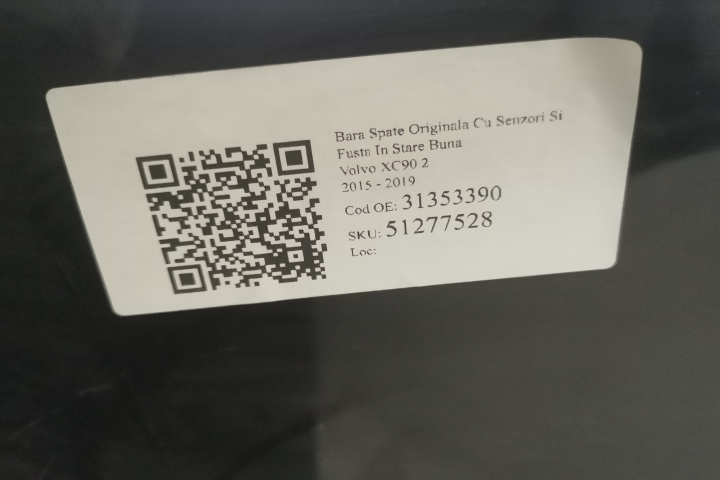 Bara Spate Originala Cu Senzori Si
Fusta In Stare Buna
Volvo XC90 2
2015 - 2019
Cod OE: 31353390
SKU: 51277528
Loc: